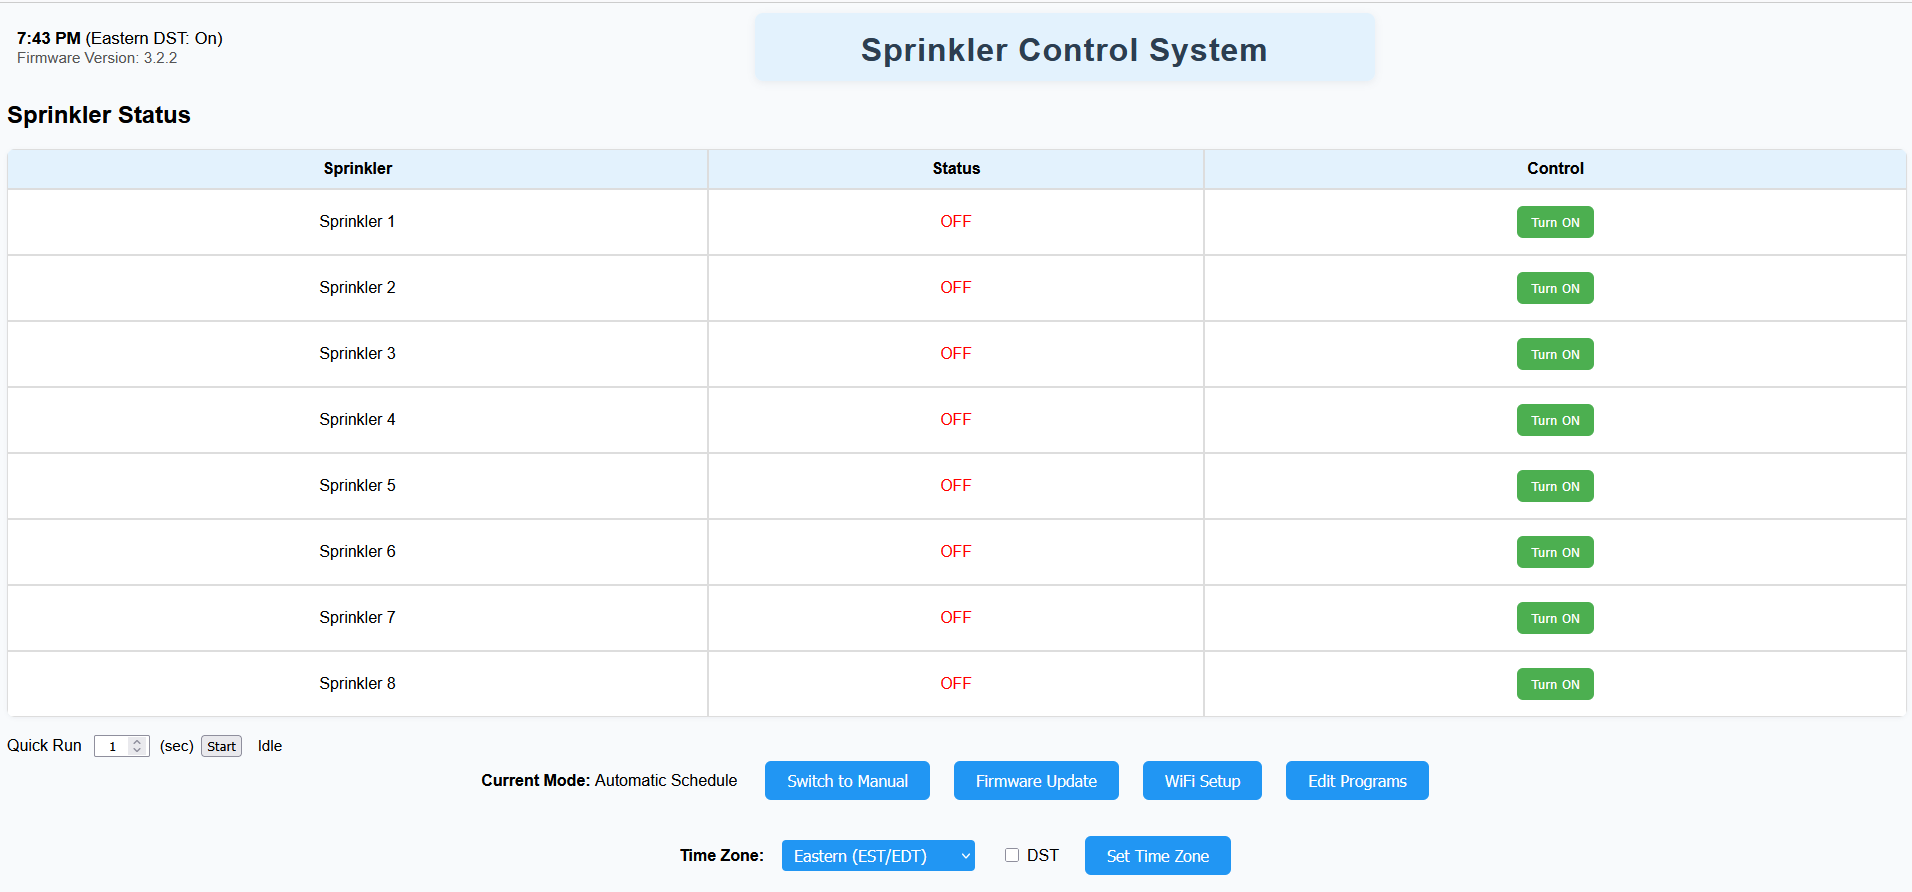 7:43 PM (Eastern DST: On)
Firmware Version: 3.2.2
Sprinkler Control System
Sprinkler Status
Sprinkler Status Control
Sprinkler 1 OFF Turn ON
Sprinkler 2 OFF Turn ON
Sprinkler 3 OFF Turn ON
Sprinkler 4 OFF Turn ON
Sprinkler 5 OFF Turn ON
Sprinkler 6 OFF Turn ON
Sprinkler 7 OFF Turn ON
Sprinkler 8 OFF Turn ON
Quick Run 1 (sec) Start Idle
Current Mode: Automatic Schedule Switch to Manual Firmware Update WiFi Setup Edit Programs
Time Zone: Eastern (EST/EDT) DST Set Time Zone